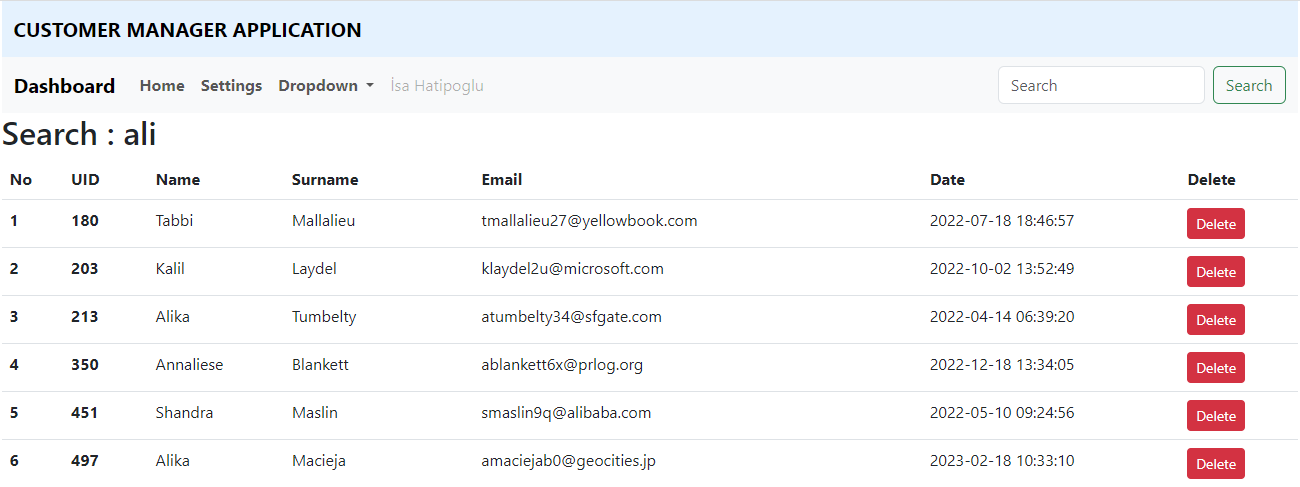 CUSTOMER MANAGER APPLICATION
Dashboard Home Settings Dropdown İsa Hatipoglu Search Search
Search : ali
No UID Name Surname Email Date Delete
1 180 Tabbi Mallalieu tmallalieu27@yellowbook.com 2022-07-18 18:46:57 Delete
2 203 Kalil Laydel klaydel2u@microsoft.com 2022-10-02 13:52:49 Delete
3 213 Alika Tumbelty atumbelty34@sfgate.com 2022-04-14 06:39:20 Delete
4 350 Annaliese Blankett ablankett6x@prlog.org 2022-12-18 13:34:05 Delete
5 451 Shandra Maslin smaslin9q@alibaba.com 2022-05-10 09:24:56 Delete
6 497 Alika Macieja amaciejab0@geocities.jp 2023-02-18 10:33:10 Delete